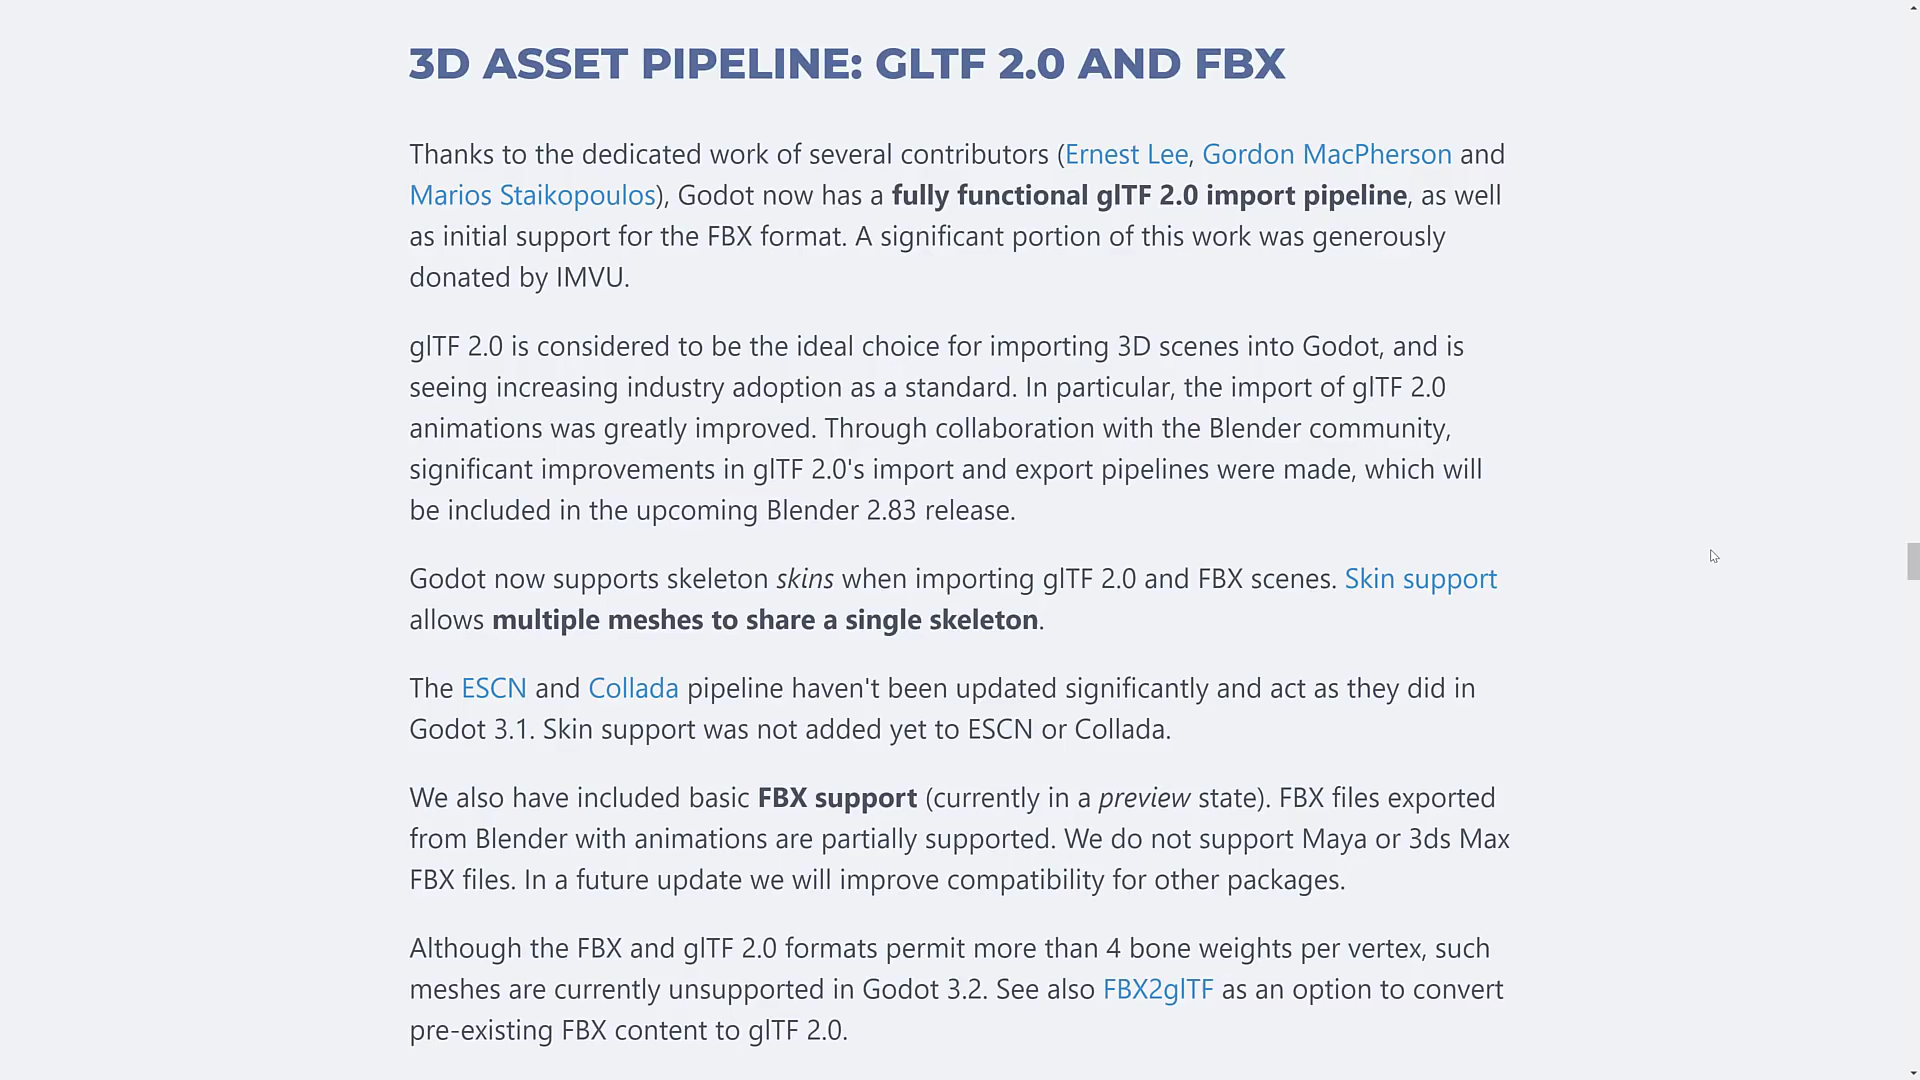 3D ASSET PIPELINE: GLTF 2.0 AND FBX
Thanks to the dedicated work of several contributors (Ernest Lee, Gordon MacPherson and
Marios Staikopoulos), Godot now has a fully functional glTF 2.0 import pipeline, as well
as initial support for the FBX format. A significant portion of this work was generously
donated by IMVU.
glTF 2.0 is considered to be the ideal choice for importing 3D scenes into Godot, and is
seeing increasing industry adoption as a standard. In particular, the import of glTF 2.0
animations was greatly improved. Through collaboration with the Blender community,
significant improvements in glTF 2.0's import and export pipelines were made, which will
be included in the upcoming Blender 2.83 release.
Godot now supports skeleton skins when importing glTF 2.0 and FBX scenes. Skin support
allows multiple meshes to share a single skeleton.
The ESCN and Collada pipeline haven't been updated significantly and act as they did in
Godot 3.1. Skin support was not added yet to ESCN or Collada.
We also have included basic FBX support (currently in a preview state). FBX files exported
from Blender with animations are partially supported. We do not support Maya or 3ds Max
FBX files. In a future update we will improve compatibility for other packages.
Although the FBX and glTF 2.0 formats permit more than 4 bone weights per vertex, such
meshes are currently unsupported in Godot 3.2. See also FBX2glTF as an option to convert
pre-existing FBX content to glTF 2.0.